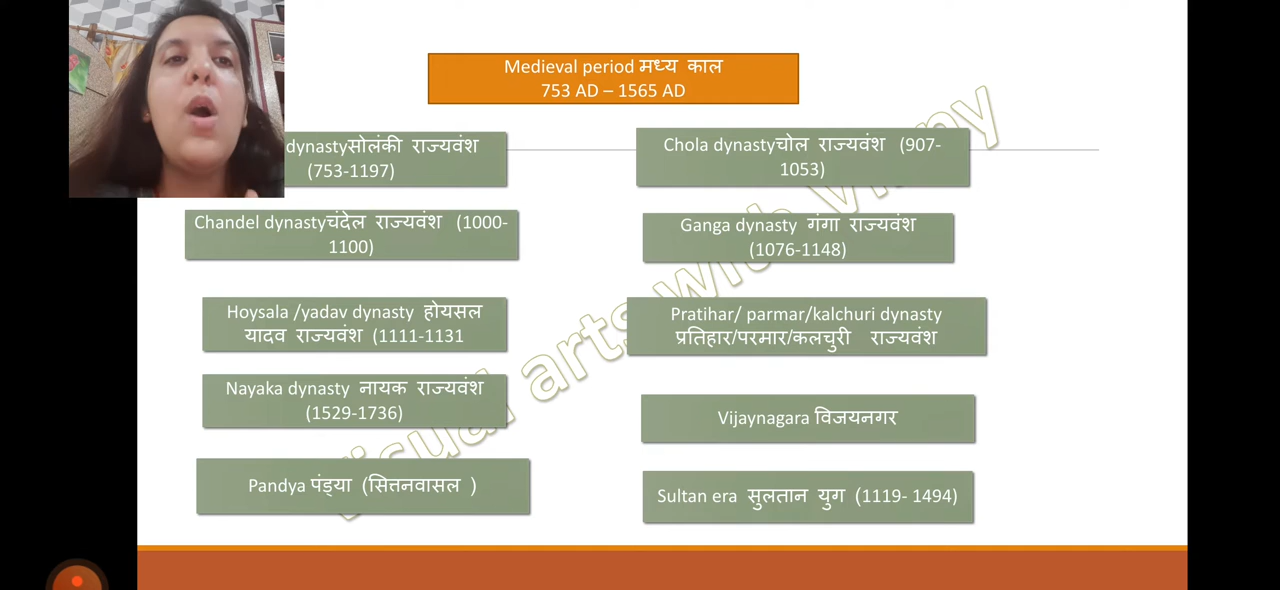 Medieval period मध्य काल
753 AD – 1565 AD
dynastyसोलंकी राज्यवंश
(753-1197)
Chola dynastyचोल राज्यवंश (907-
1053)
Chandel dynastyचंदेल राज्यवंश (1000-
1100)
Ganga dynasty गंगा राज्यवंश
(1076-1148)
Hoysala /yadav dynasty होयसल
यादव राज्यवंश (1111-1131
Pratihar/ parmar/kalchuri dynasty
प्रतिहार/परमार/कलचुरी राज्यवंश
Nayaka dynasty नायक राज्यवंश
(1529-1736)
Vijaynagara विजयनगर
Pandya पंड्या (सित्तनवासल )
Sultan era सुल्तान युग (1119- 1494)
visual arts with